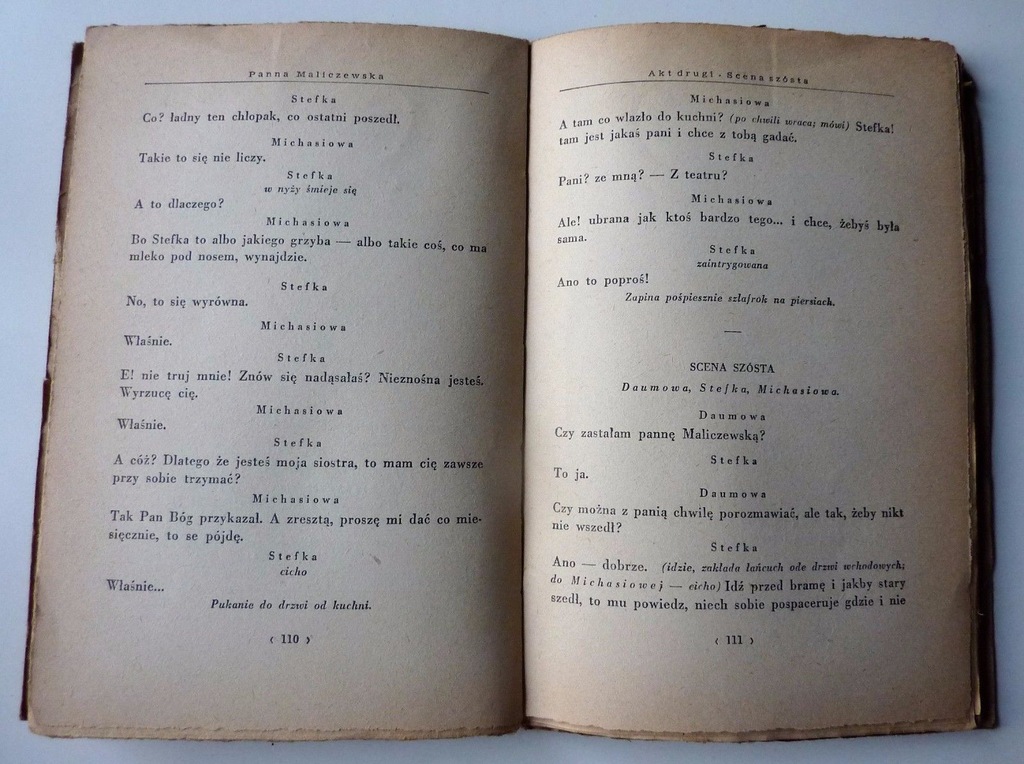 Panna Maliczewska
Stefka
Co? ładny ten chłopak, co ostatni poszedł.
Michasiowa
Takie to się nie liczy.
Stefka
w nyży śmieje się
A to dlaczego?
Michasiowa
Bo Stefka to albo jakiego grzyba — albo takie coś, co ma
mleko pod nosem, wynajdzie.
Stefka
No, to się wyrówna.
Michasiowa
Właśnie.
Stefka
E! nie truj mnie! Znów się nadąsałaś? Nieznośna jesteś.
Wyrzucę cię.
Michasiowa
Właśnie.
Stefka
A cóż? Dlatego że jesteś moja siostra, to mam cię zawsze
przy sobie trzymać?
Michasiowa
Tak Pan Bóg przykazał. A zresztą, proszę mi dać co mie-
sięcznie, to se pójdę.
Stefka
cicho
Właśnie...
Pukanie do drzwi od kuchni.
‹ 110 ›
Akt drugi · Scena szósta
Michasiowa
A tam co wlazło do kuchni? (po chwili wraca; mówi) Stefka!
tam jest jakaś pani i chce z tobą gadać.
Stefka
Pani? ze mną? — Z teatru?
Michasiowa
Ale! ubrana jak ktoś bardzo tego... i chce, żebyś była
sama.
Stefka
zaintrygowana
Ano to poproś!
Zapina pośpiesznie szlafrok na piersiach.
—
SCENA SZÓSTA
Daumowa, Stefka, Michasiowa.
Daumowa
Czy zastałam pannę Maliczewską?
Stefka
To ja.
Daumowa
Czy można z panią chwilę porozmawiać, ale tak, żeby nikt
nie wszedł?
Stefka
Ano — dobrze. (idzie, zakłada łańcuch ode drzwi wchodowych;
do Michasiowej — cicho) Idź przed bramę i jakby stary
szedł, to mu powiedz, niech sobie pospaceruje gdzie i nie
‹ 111 ›